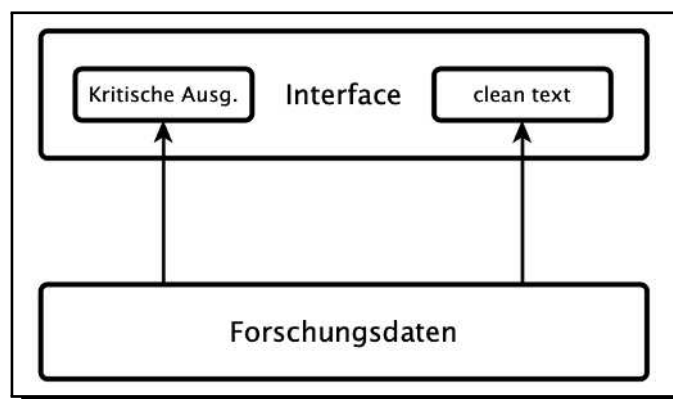 Kritische Ausg.
Interface
clean text
Forschungsdaten